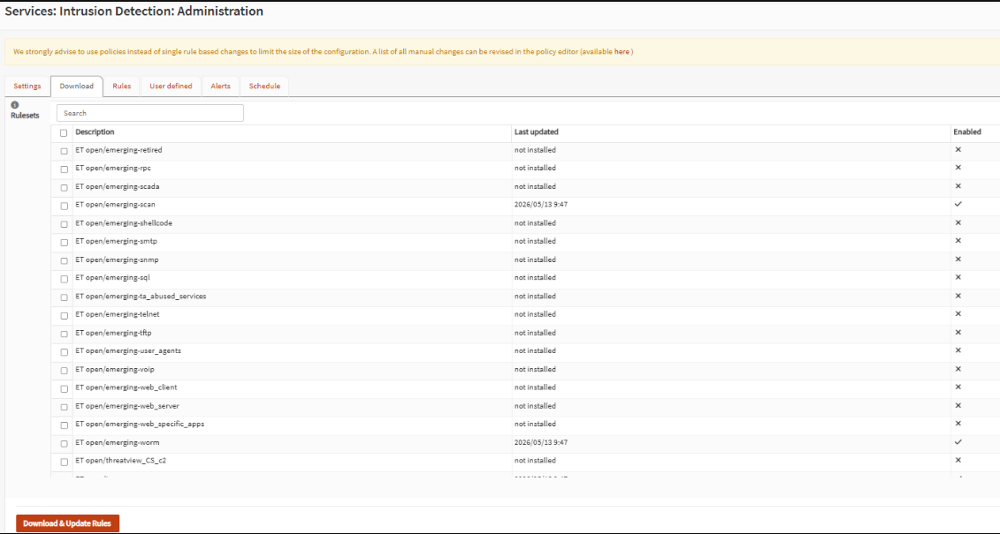 Services: Intrusion Detection: Administration
We strongly advise to use policies instead of single rule based changes to limit the size of the configuration. A list of all manual changes can be revised in the policy editor (available here )
Settings Download Rules User defined Alerts Schedule
Rulesets
Search
Description Last updated Enabled
ET open/emerging-retired not installed
ET open/emerging-rpc not installed
ET open/emerging-scada not installed
ET open/emerging-scan 2026/05/13 9:47
ET open/emerging-shellcode not installed
ET open/emerging-smtp not installed
ET open/emerging-snmp not installed
ET open/emerging-sql not installed
ET open/emerging-ta_abused_services not installed
ET open/emerging-telnet not installed
ET open/emerging-tftp not installed
ET open/emerging-user_agents not installed
ET open/emerging-voip not installed
ET open/emerging-web_client not installed
ET open/emerging-web_server not installed
ET open/emerging-web_specific_apps not installed
ET open/emerging-worm 2026/05/13 9:47
ET open/threatview_CS_c2 not installed
Download & Update Rules